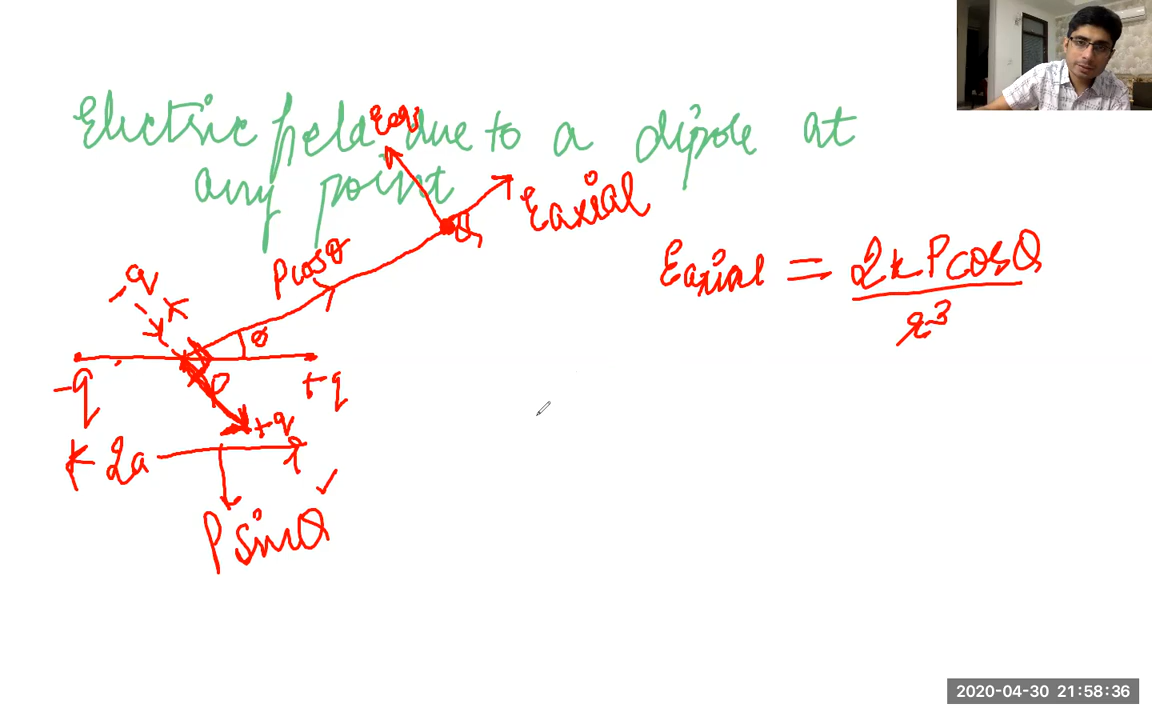 Electric field due to a dipole at
any point
Eequi
Eaxial
Pcosθ
-q
θ
Eaxial = 2kPcosθ
r³
-q
P
+q
+q
2a
Psinθ
2020-04-30 21:58:36